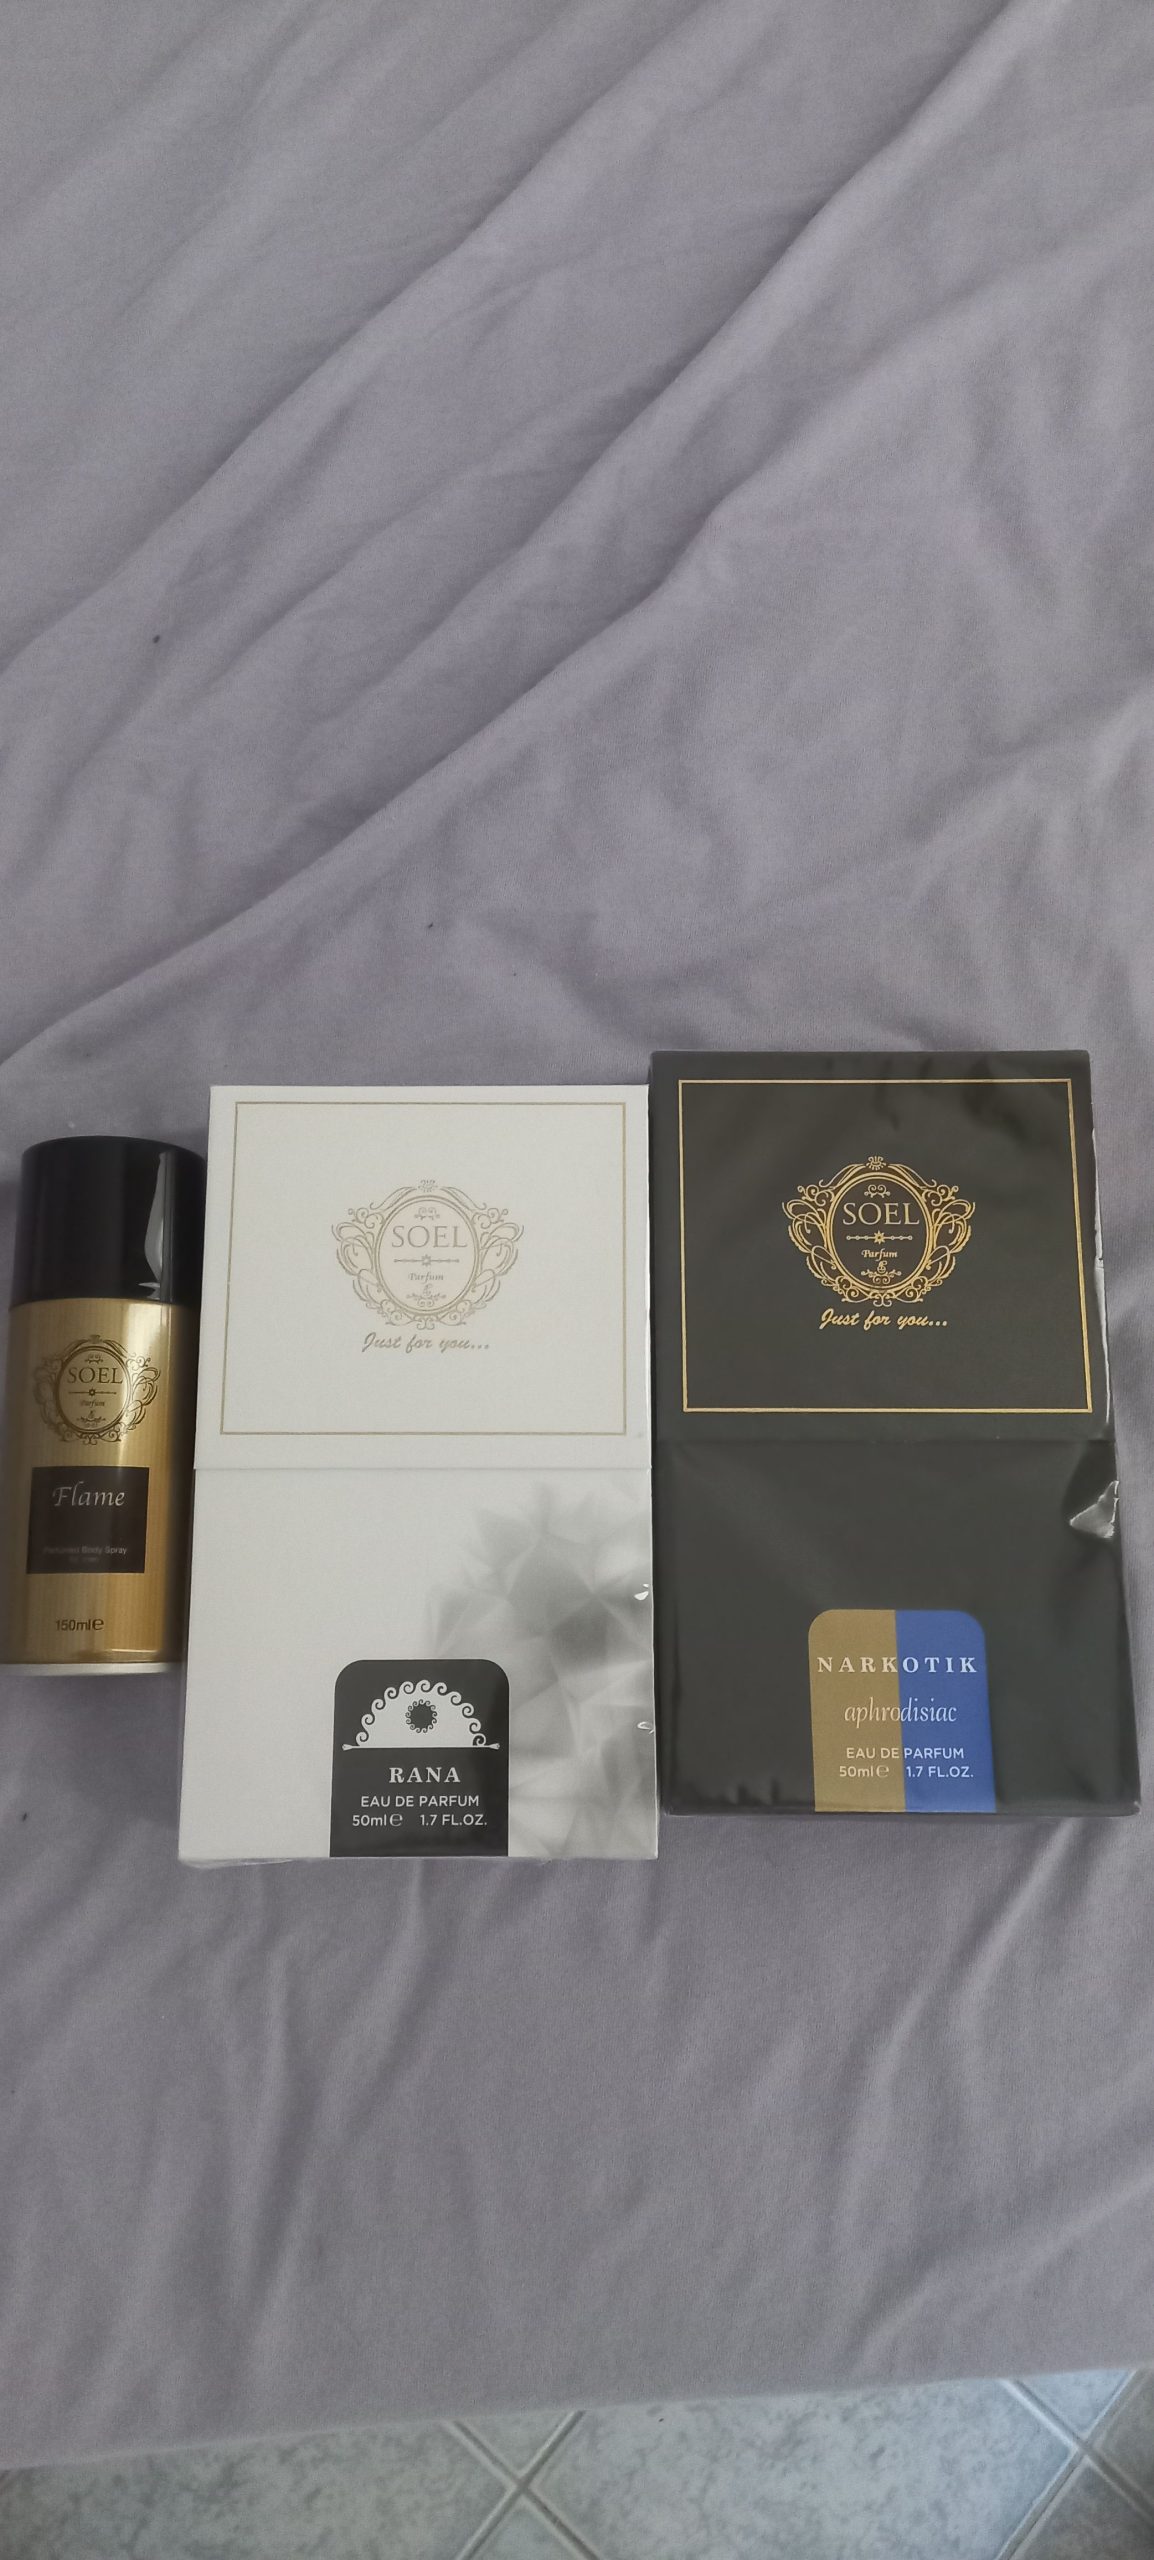 SOEL
Parfum
Flame
Perfumed Body Spray
150ml℮
SOEL
Parfum
Just for you...
RANA
EAU DE PARFUM
50ml℮ 1.7 FL.OZ.
SOEL
Parfum
Just for you...
NARKOTIK
aphrodisiac
EAU DE PARFUM
50ml℮ 1.7 FL.OZ.